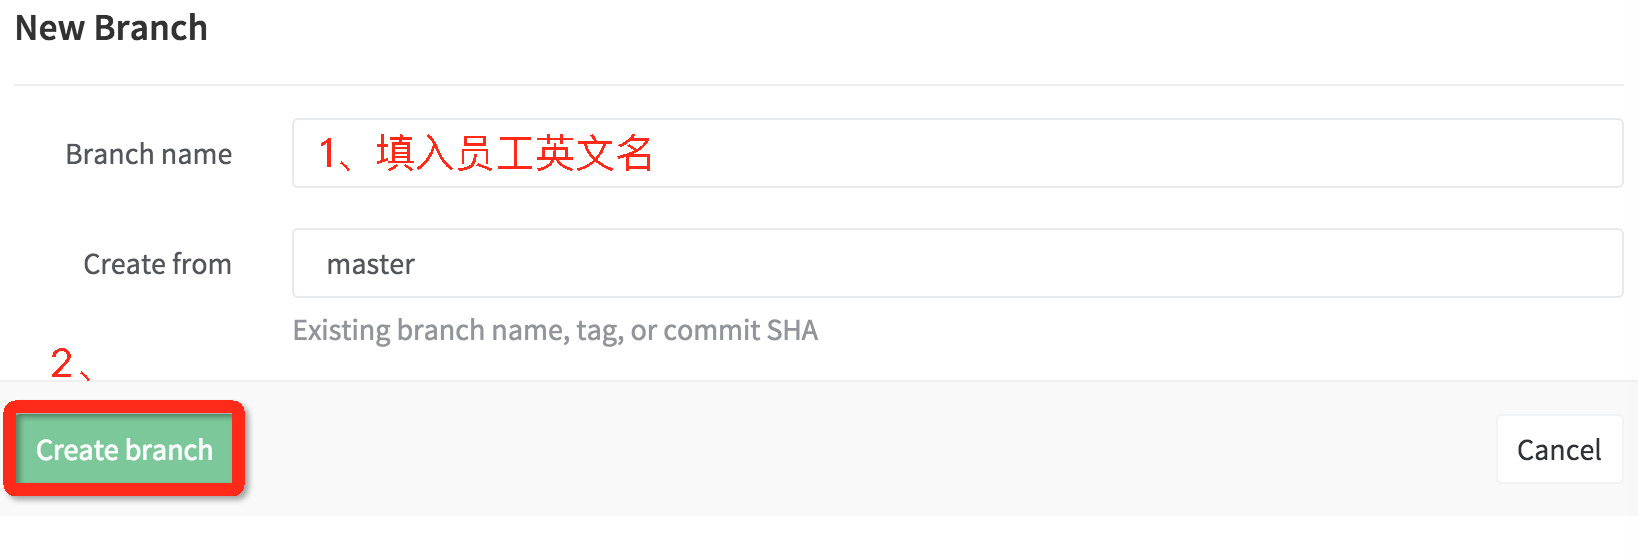 New Branch
Branch name
1、填入员工英文名
Create from
master
Existing branch name, tag, or commit SHA
2、
Create branch
Cancel